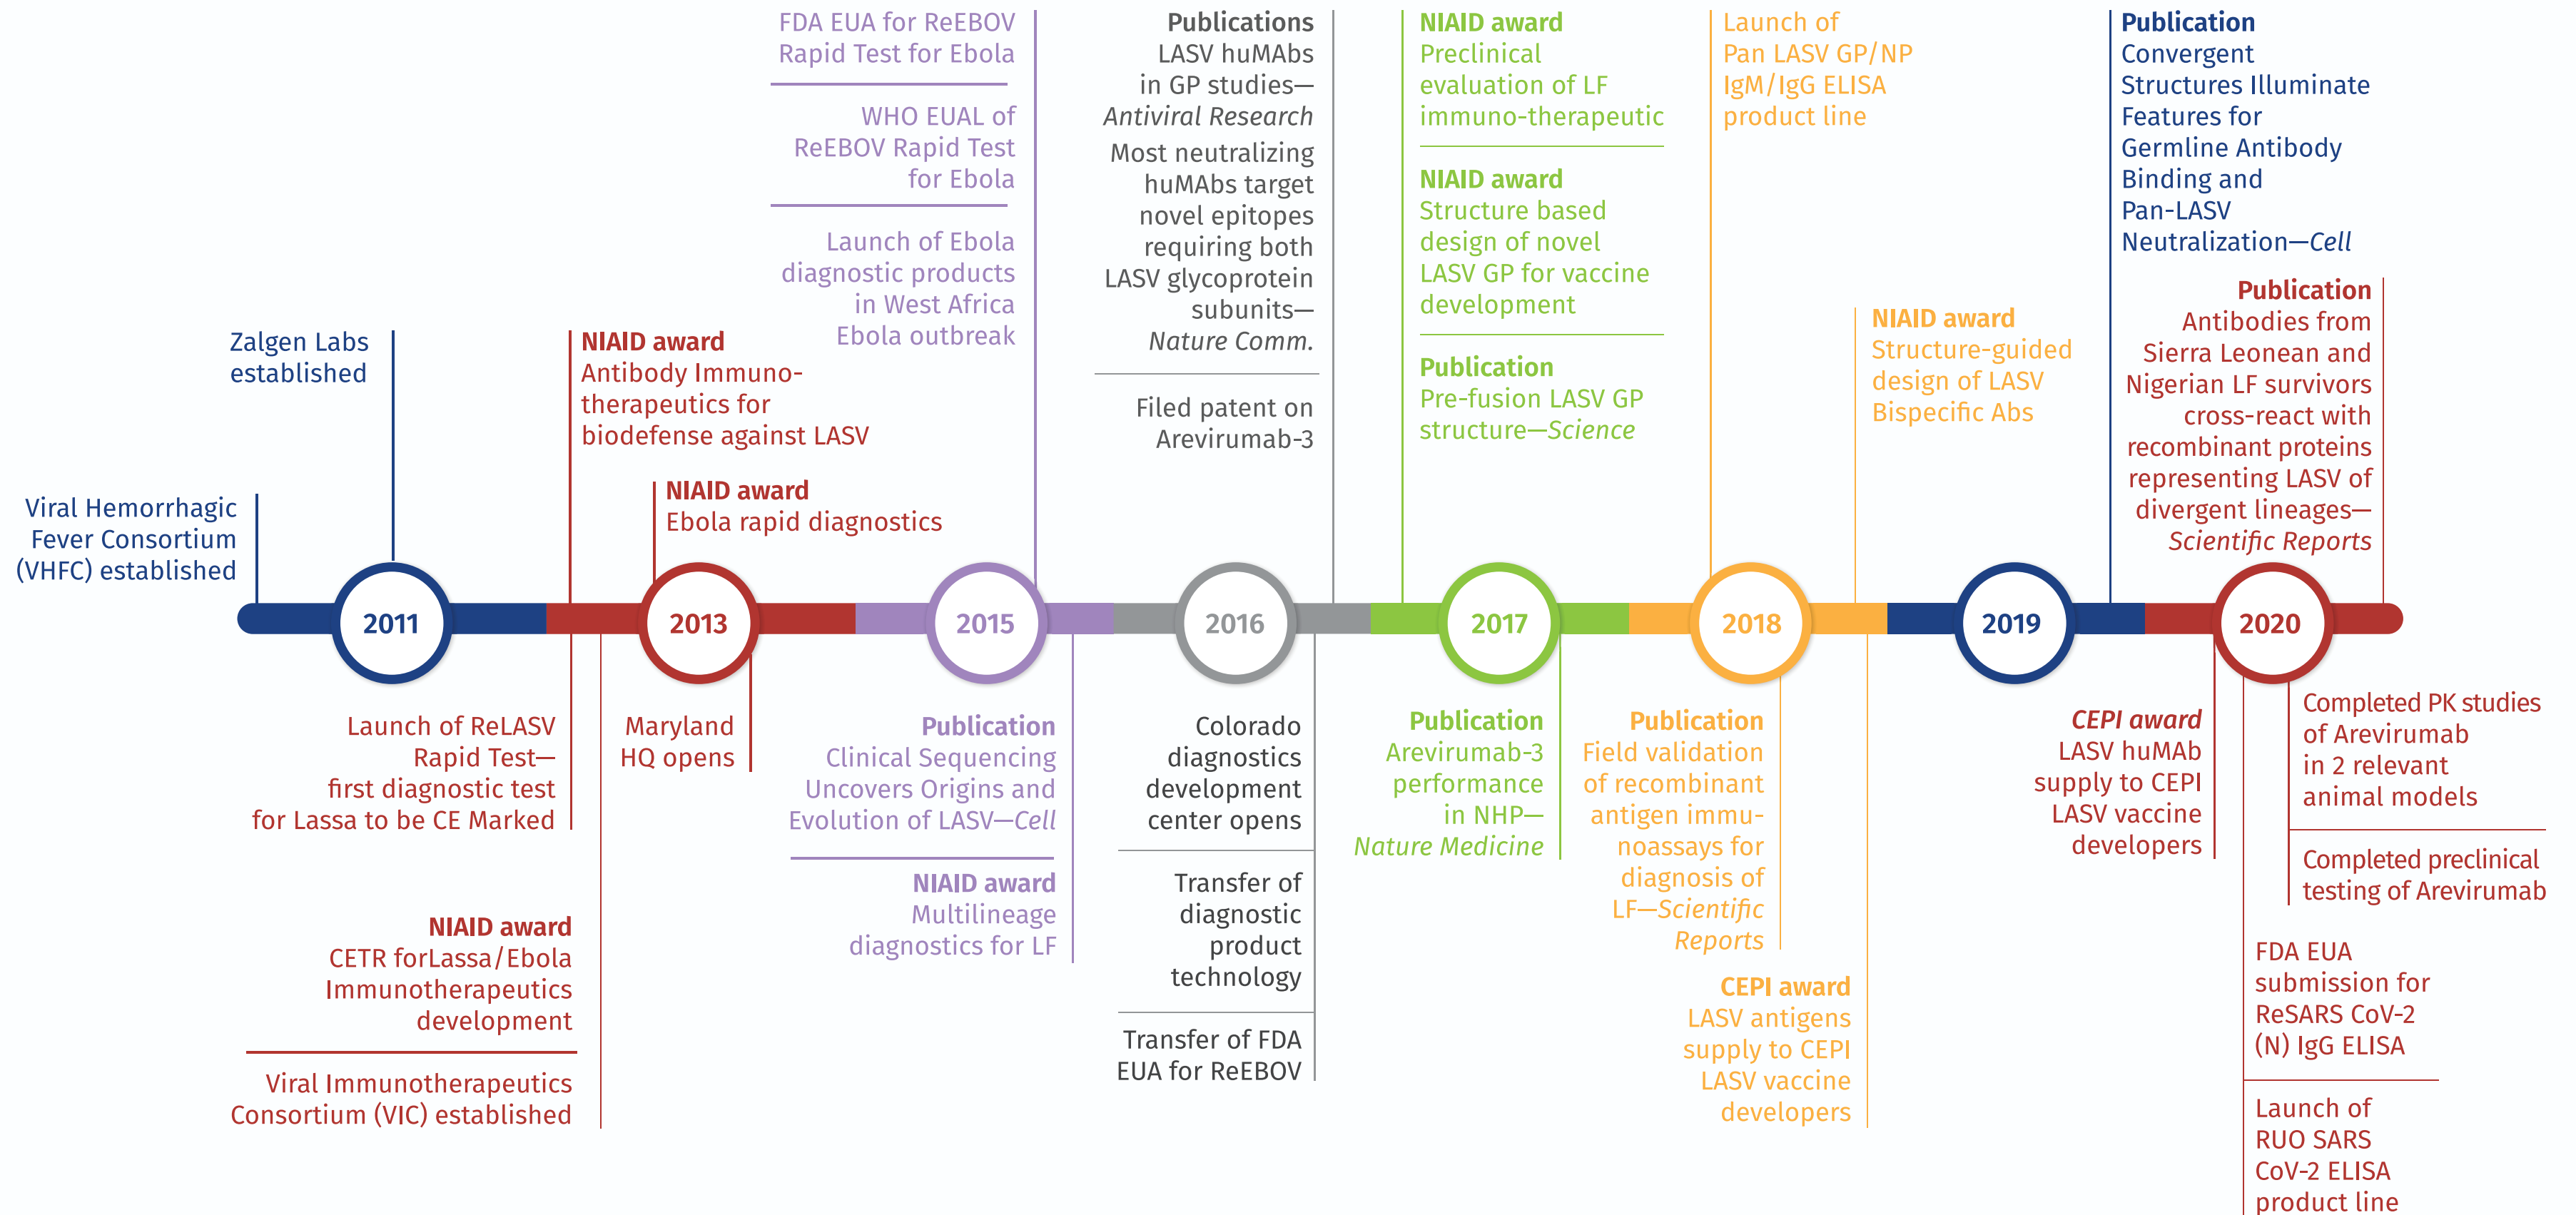 Viral Hemorrhagic
Fever Consortium
(VHFC) established
Zalgen Labs
established
2011
NIAID award
Antibody Immuno-
therapeutics for
biodefense against LASV
NIAID award
Ebola rapid diagnostics
2013
Launch of ReLASV
Rapid Test—
first diagnostic test
for Lassa to be CE Marked
NIAID award
CETR forLassa/Ebola
Immunotherapeutics
development
Viral Immunotherapeutics
Consortium (VIC) established
Maryland
HQ opens
FDA EUA for ReEBOV
Rapid Test for Ebola
WHO EUAL of
ReEBOV Rapid Test
for Ebola
Launch of Ebola
diagnostic products
in West Africa
Ebola outbreak
2015
Publication
Clinical Sequencing
Uncovers Origins and
Evolution of LASV—Cell
NIAID award
Multilineage
diagnostics for LF
Publications
LASV huMAbs
in GP studies—
Antiviral Research
Most neutralizing
huMAbs target
novel epitopes
requiring both
LASV glycoprotein
subunits—
Nature Comm.
Filed patent on
Arevirumab-3
2016
Colorado
diagnostics
development
center opens
Transfer of
diagnostic
product
technology
Transfer of FDA
EUA for ReEBOV
NIAID award
Preclinical
evaluation of LF
immuno-therapeutic
NIAID award
Structure based
design of novel
LASV GP for vaccine
development
Publication
Pre-fusion LASV GP
structure—Science
2017
Publication
Arevirumab-3
performance
in NHP—
Nature Medicine
Launch of
Pan LASV GP/NP
IgM/IgG ELISA
product line
NIAID award
Structure-guided
design of LASV
Bispecific Abs
2018
Publication
Field validation
of recombinant
antigen immu-
noassays for
diagnosis of
LF—Scientific
Reports
CEPI award
LASV antigens
supply to CEPI
LASV vaccine
developers
Publication
Convergent
Structures Illuminate
Features for
Germline Antibody
Binding and
Pan-LASV
Neutralization—Cell
2019
Publication
Antibodies from
Sierra Leonean and
Nigerian LF survivors
cross-react with
recombinant proteins
representing LASV of
divergent lineages—
Scientific Reports
2020
CEPI award
LASV huMAb
supply to CEPI
LASV vaccine
developers
Completed PK studies
of Arevirumab
in 2 relevant
animal models
Completed preclinical
testing of Arevirumab
FDA EUA
submission for
ReSARS CoV-2
(N) IgG ELISA
Launch of
RUO SARS
CoV-2 ELISA
product line